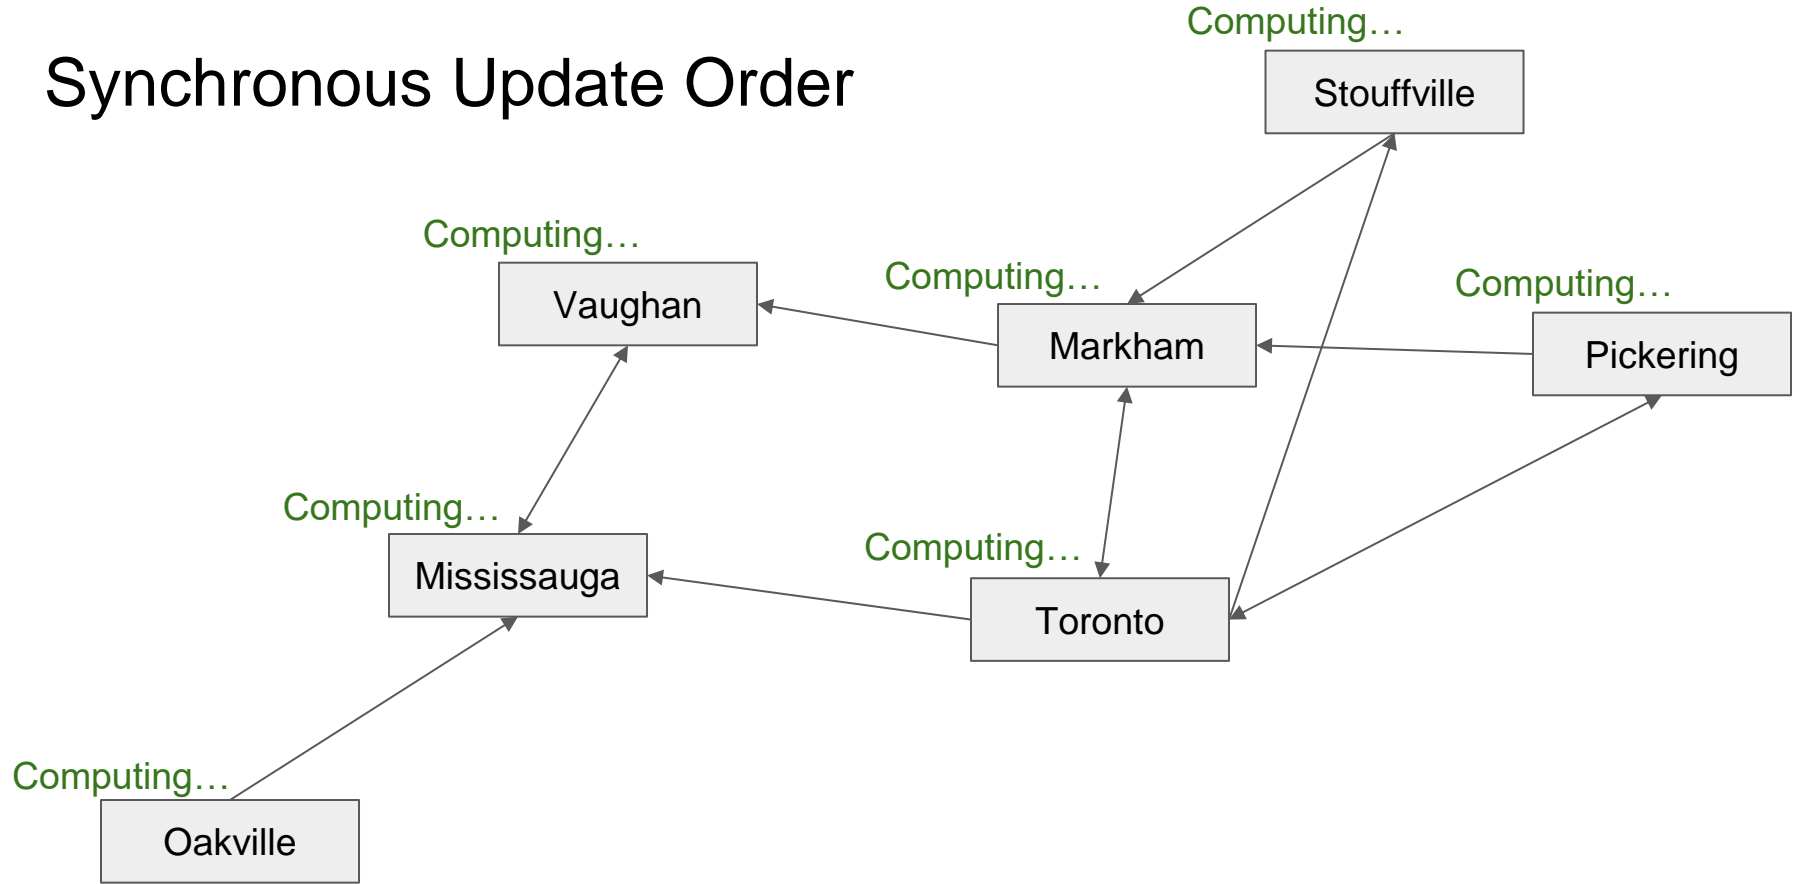 Synchronous Update Order
Computing…
Stouffville
Computing…
Vaughan
Computing…
Markham
Computing…
Pickering
Computing…
Mississauga
Computing…
Toronto
Computing…
Oakville